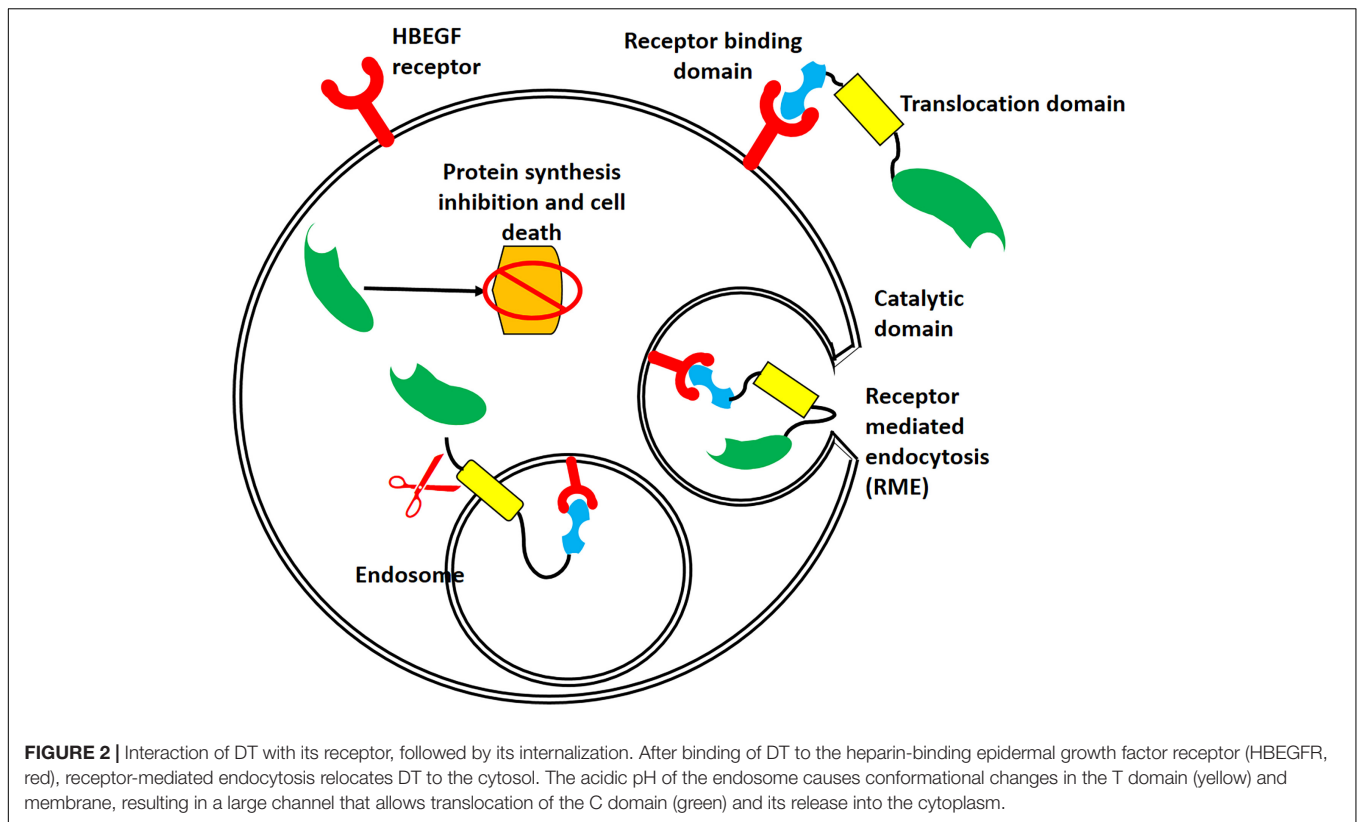 HBEGF
receptor
Receptor binding
domain
Translocation domain
Protein synthesis
inhibition and cell
death
Catalytic
domain
Receptor
mediated
endocytosis
(RME)
Endosome
FIGURE 2 | Interaction of DT with its receptor, followed by its internalization. After binding of DT to the heparin-binding epidermal growth factor receptor (HBEGFR,
red), receptor-mediated endocytosis relocates DT to the cytosol. The acidic pH of the endosome causes conformational changes in the T domain (yellow) and
membrane, resulting in a large channel that allows translocation of the C domain (green) and its release into the cytoplasm.